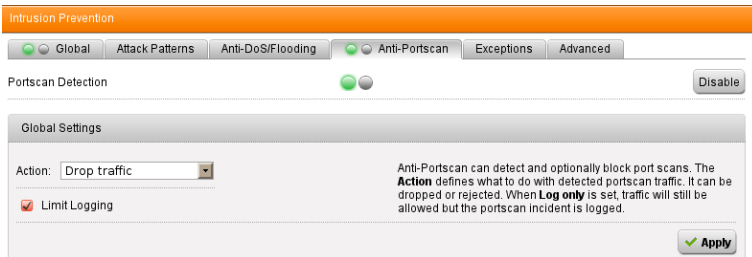 Intrusion Prevention
Global Attack Patterns Anti-DoS/Flooding Anti-Portscan Exceptions Advanced
Portscan Detection Disable
Global Settings
Action: Drop traffic
Limit Logging
Anti-Portscan can detect and optionally block port scans. The
Action defines what to do with detected portscan traffic. It can be
dropped or rejected. When Log only is set, traffic will still be
allowed but the portscan incident is logged.
Apply